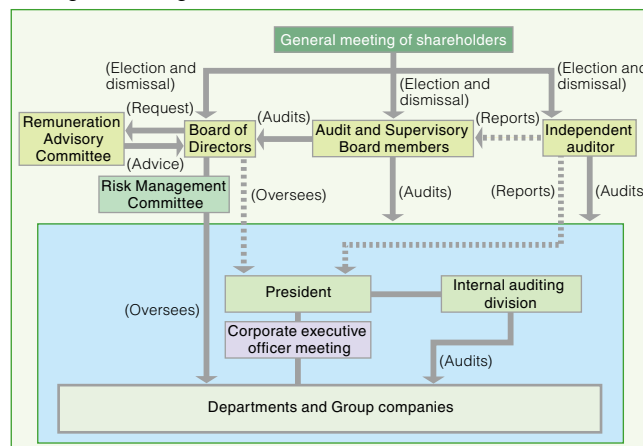 General meeting of shareholders
(Election and
dismissal)
(Election and
dismissal)
(Election and
dismissal)
Remuneration
Advisory
Committee
(Request)
(Advice)
Board of
Directors
(Audits)
Audit and Supervisory
Board members
(Reports)
Independent
auditor
Risk Management
Committee
(Oversees)
(Audits)
(Reports)
(Audits)
President
Internal auditing
division
(Oversees)
Corporate executive
officer meeting
(Audits)
Departments and Group companies